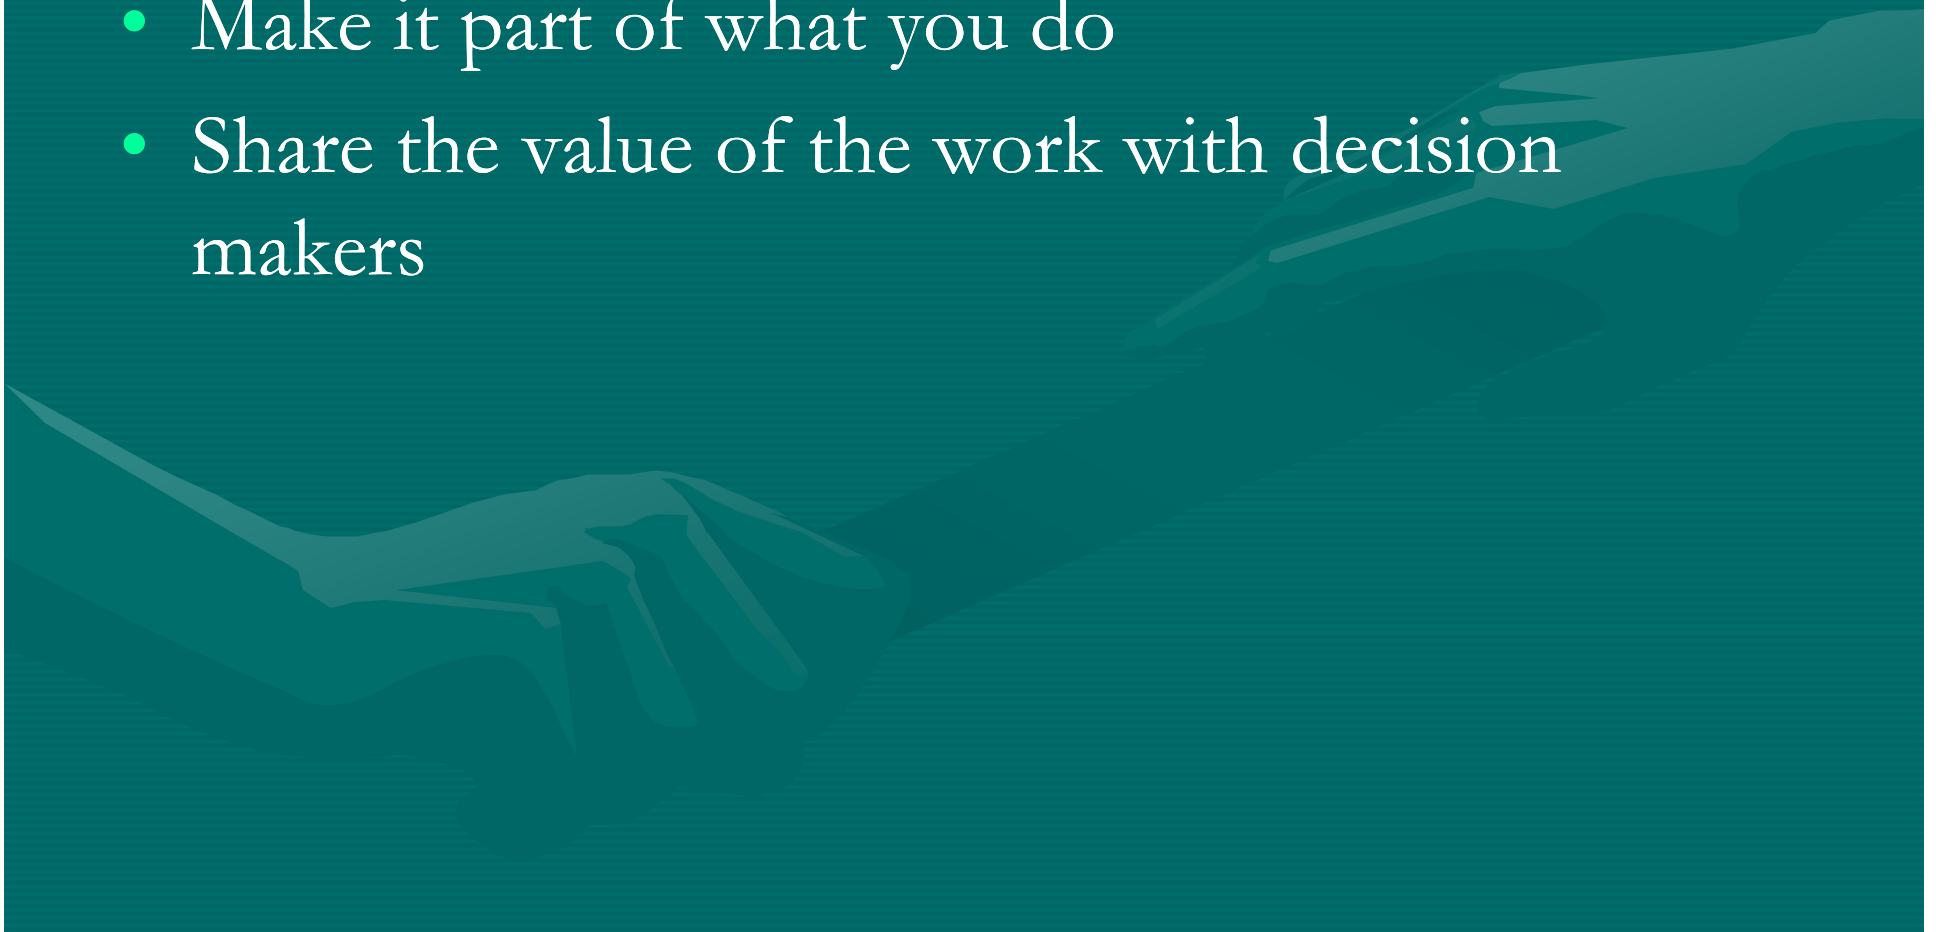 • Make it part of what you do
• Share the value of the work with decision
makers